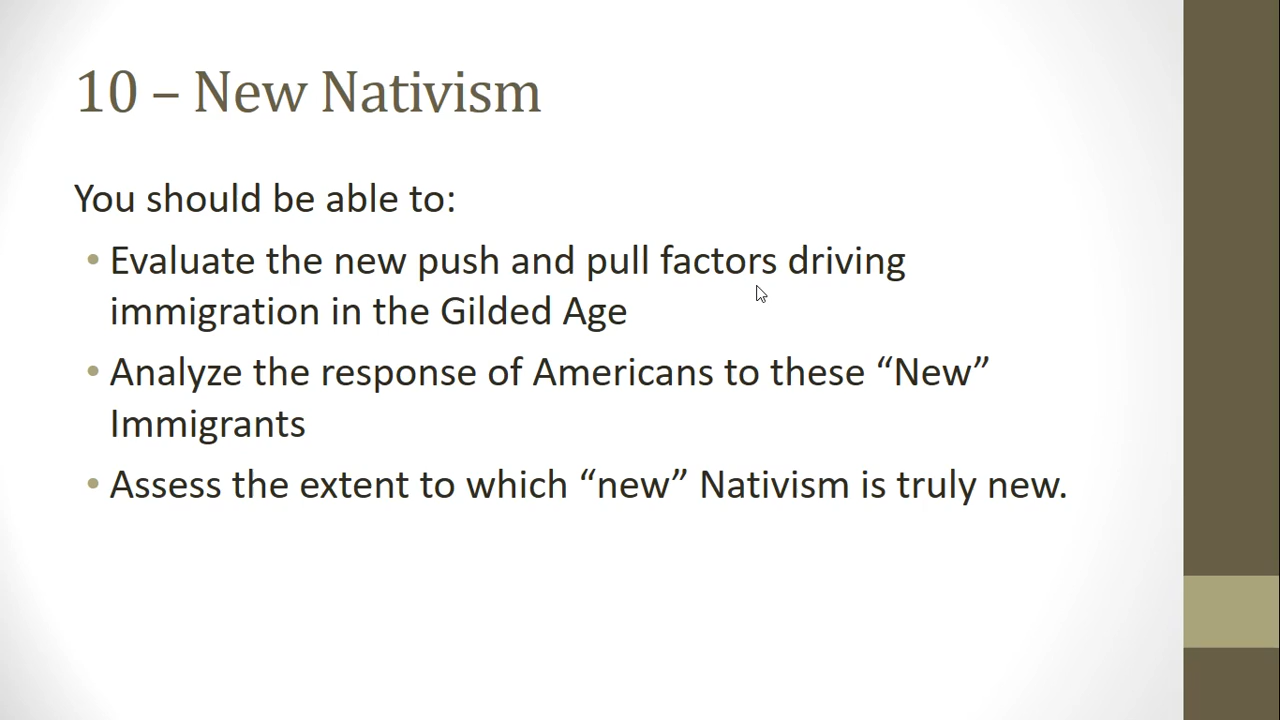 10 – New Nativism
You should be able to:
• Evaluate the new push and pull factors driving
immigration in the Gilded Age
• Analyze the response of Americans to these “New”
Immigrants
• Assess the extent to which “new” Nativism is truly new.